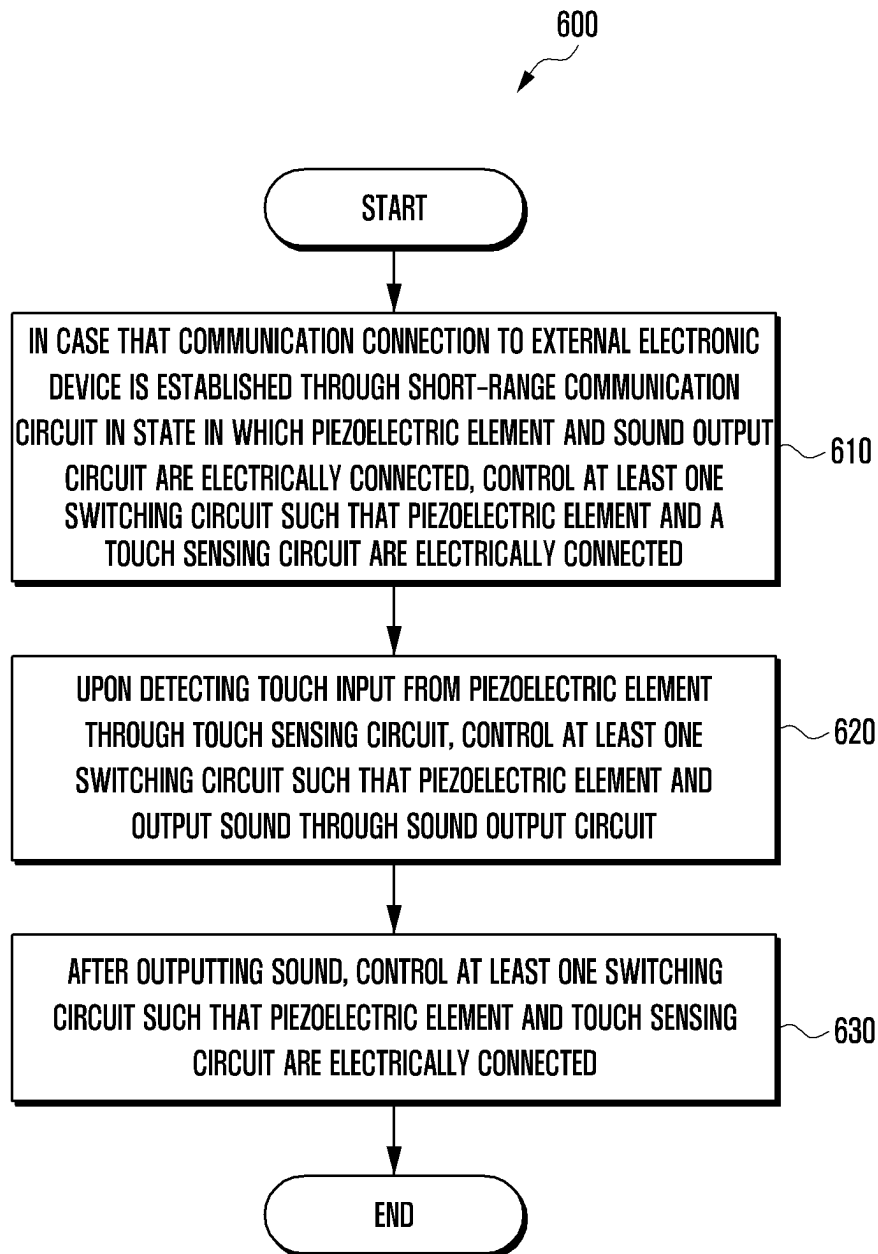 600
START
IN CASE THAT COMMUNICATION CONNECTION TO EXTERNAL ELECTRONIC
DEVICE IS ESTABLISHED THROUGH SHORT-RANGE COMMUNICATION
CIRCUIT IN STATE IN WHICH PIEZOELECTRIC ELEMENT AND SOUND OUTPUT
CIRCUIT ARE ELECTRICALLY CONNECTED, CONTROL AT LEAST ONE
SWITCHING CIRCUIT SUCH THAT PIEZOELECTRIC ELEMENT AND A
TOUCH SENSING CIRCUIT ARE ELECTRICALLY CONNECTED
610
UPON DETECTING TOUCH INPUT FROM PIEZOELECTRIC ELEMENT
THROUGH TOUCH SENSING CIRCUIT, CONTROL AT LEAST ONE
SWITCHING CIRCUIT SUCH THAT PIEZOELECTRIC ELEMENT AND
OUTPUT SOUND THROUGH SOUND OUTPUT CIRCUIT
620
AFTER OUTPUTTING SOUND, CONTROL AT LEAST ONE SWITCHING
CIRCUIT SUCH THAT PIEZOELECTRIC ELEMENT AND TOUCH SENSING
CIRCUIT ARE ELECTRICALLY CONNECTED
630
END